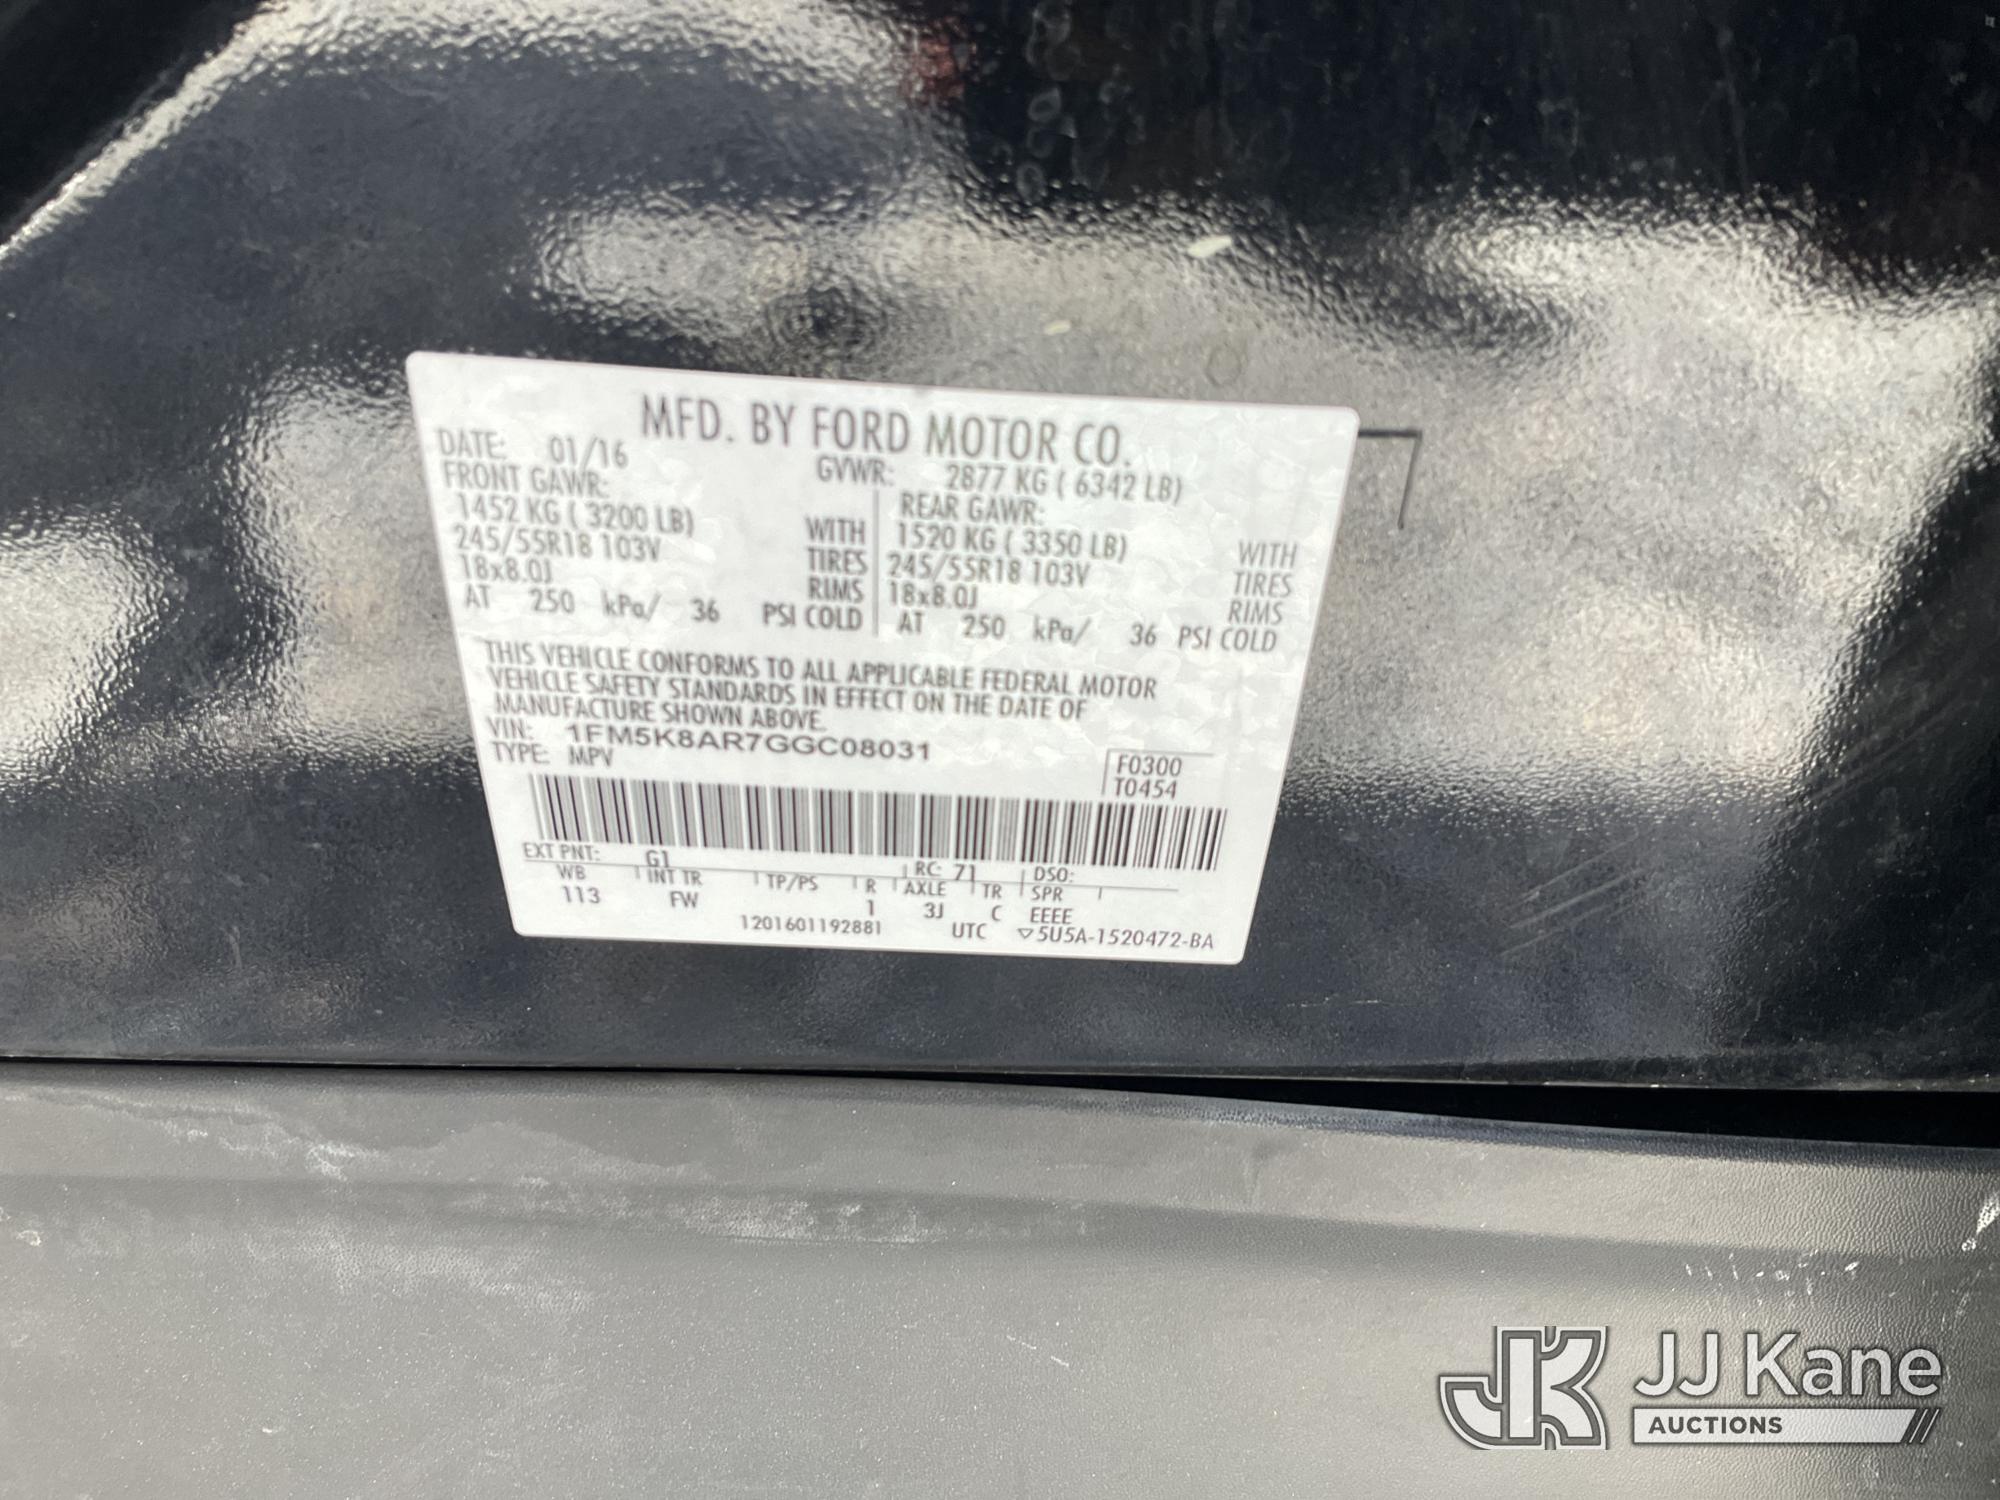 MFD. BY FORD MOTOR CO.
DATE: 01/16 GVWR: 2877 KG ( 6342 LB)
FRONT GAWR: REAR GAWR:
1452 KG ( 3200 LB) WITH 1520 KG ( 3350 LB) WITH
245/55R18 103V TIRES 245/55R18 103V TIRES
18x8.0J RIMS 18x8.0J RIMS
AT 250 kPa/ 36 PSI COLD AT 250 kPa/ 36 PSI COLD
THIS VEHICLE CONFORMS TO ALL APPLICABLE FEDERAL MOTOR
VEHICLE SAFETY STANDARDS IN EFFECT ON THE DATE OF
MANUFACTURE SHOWN ABOVE.
VIN: 1FM5K8AR7GGC08031
TYPE: MPV
F0300
T0454
EXT PNT: G1 RC: 71 DSO:
WB INT TR TP/PS R AXLE TR SPR
113 FW 1 3J C EEEE
1201601192881 UTC ▽5U5A-1520472-BA
JK JJ Kane
AUCTIONS